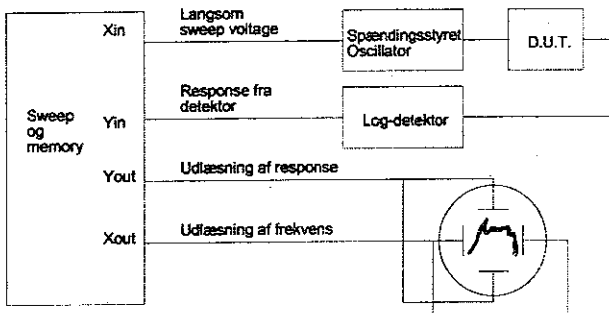 Xin
Langsom
sweep voltage
Spændingsstyret
Oscillator
D.U.T.
Sweep
og
memory
Yin
Response fra
detektor
Log-detektor
Yout
Udlæsning af response
Xout
Udlæsning af frekvens